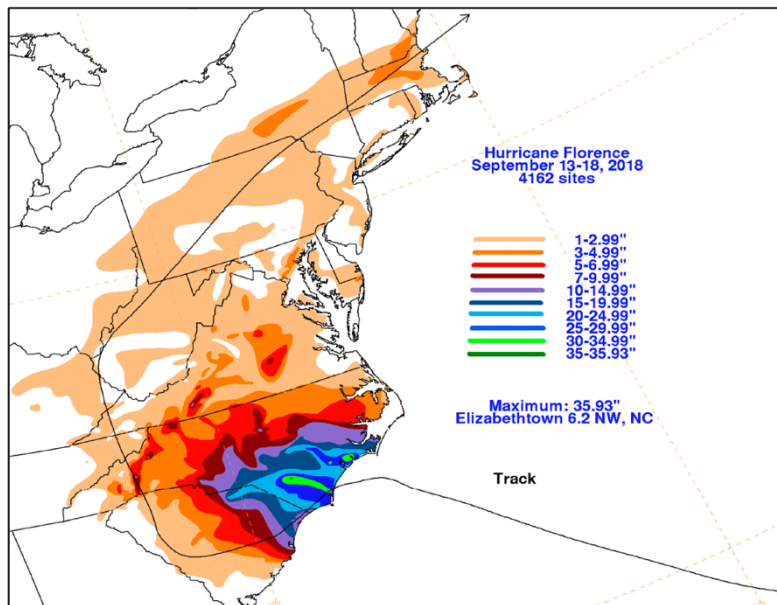 Hurricane Florence
September 13-18, 2018
4162 sites
1-2.99"
3-4.99"
5-6.99"
7-9.99"
10-14.99"
15-19.99"
20-24.99"
25-29.99"
30-34.99"
35-35.93"
Maximum: 35.93"
Elizabethtown 6.2 NW, NC
Track